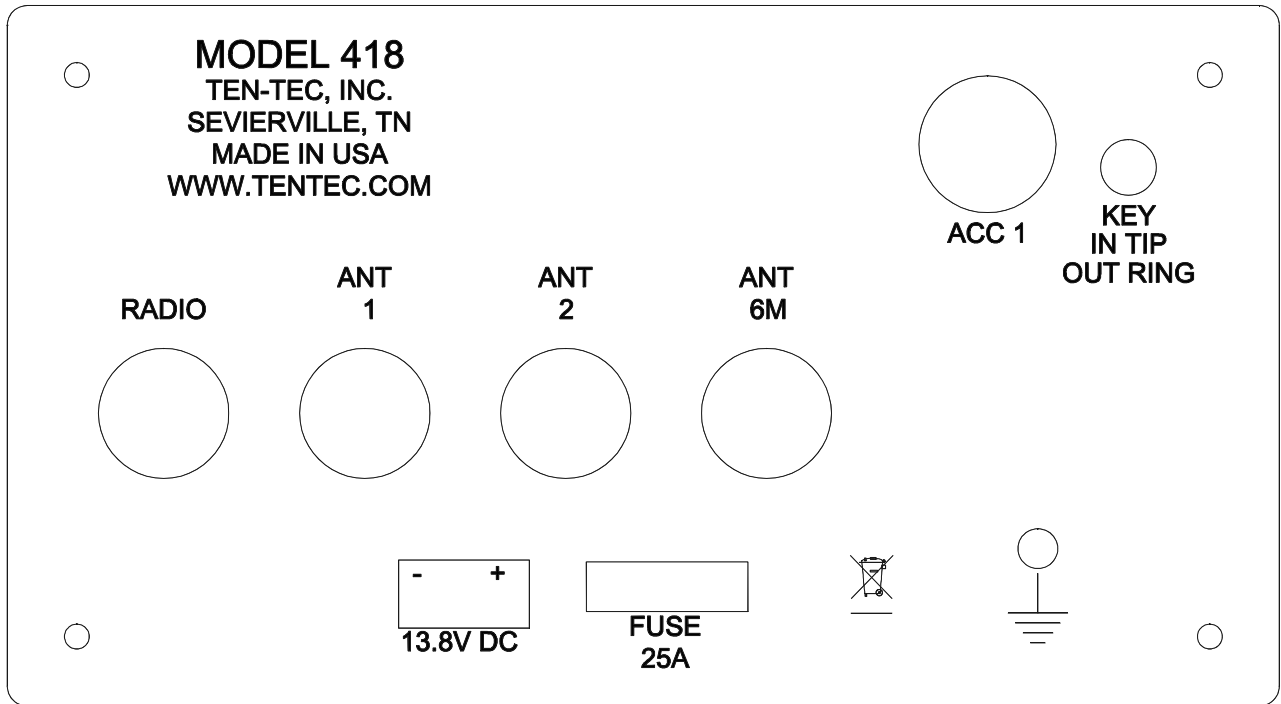 MODEL 418
TEN-TEC, INC.
SEVIERVILLE, TN
MADE IN USA
WWW.TENTEC.COM
ACC 1
KEY
IN TIP
OUT RING
RADIO
ANT
1
ANT
2
ANT
6M
- +
13.8V DC
FUSE
25A